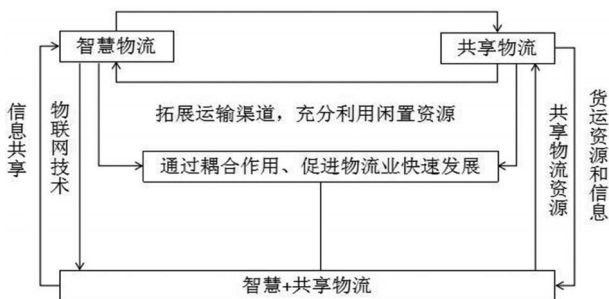 智慧物流
共享物流
信息共享
物联网技术
拓展运输渠道，充分利用闲置资源
共享物流资源
货运资源和信息
通过耦合作用、促进物流业快速发展
智慧+共享物流